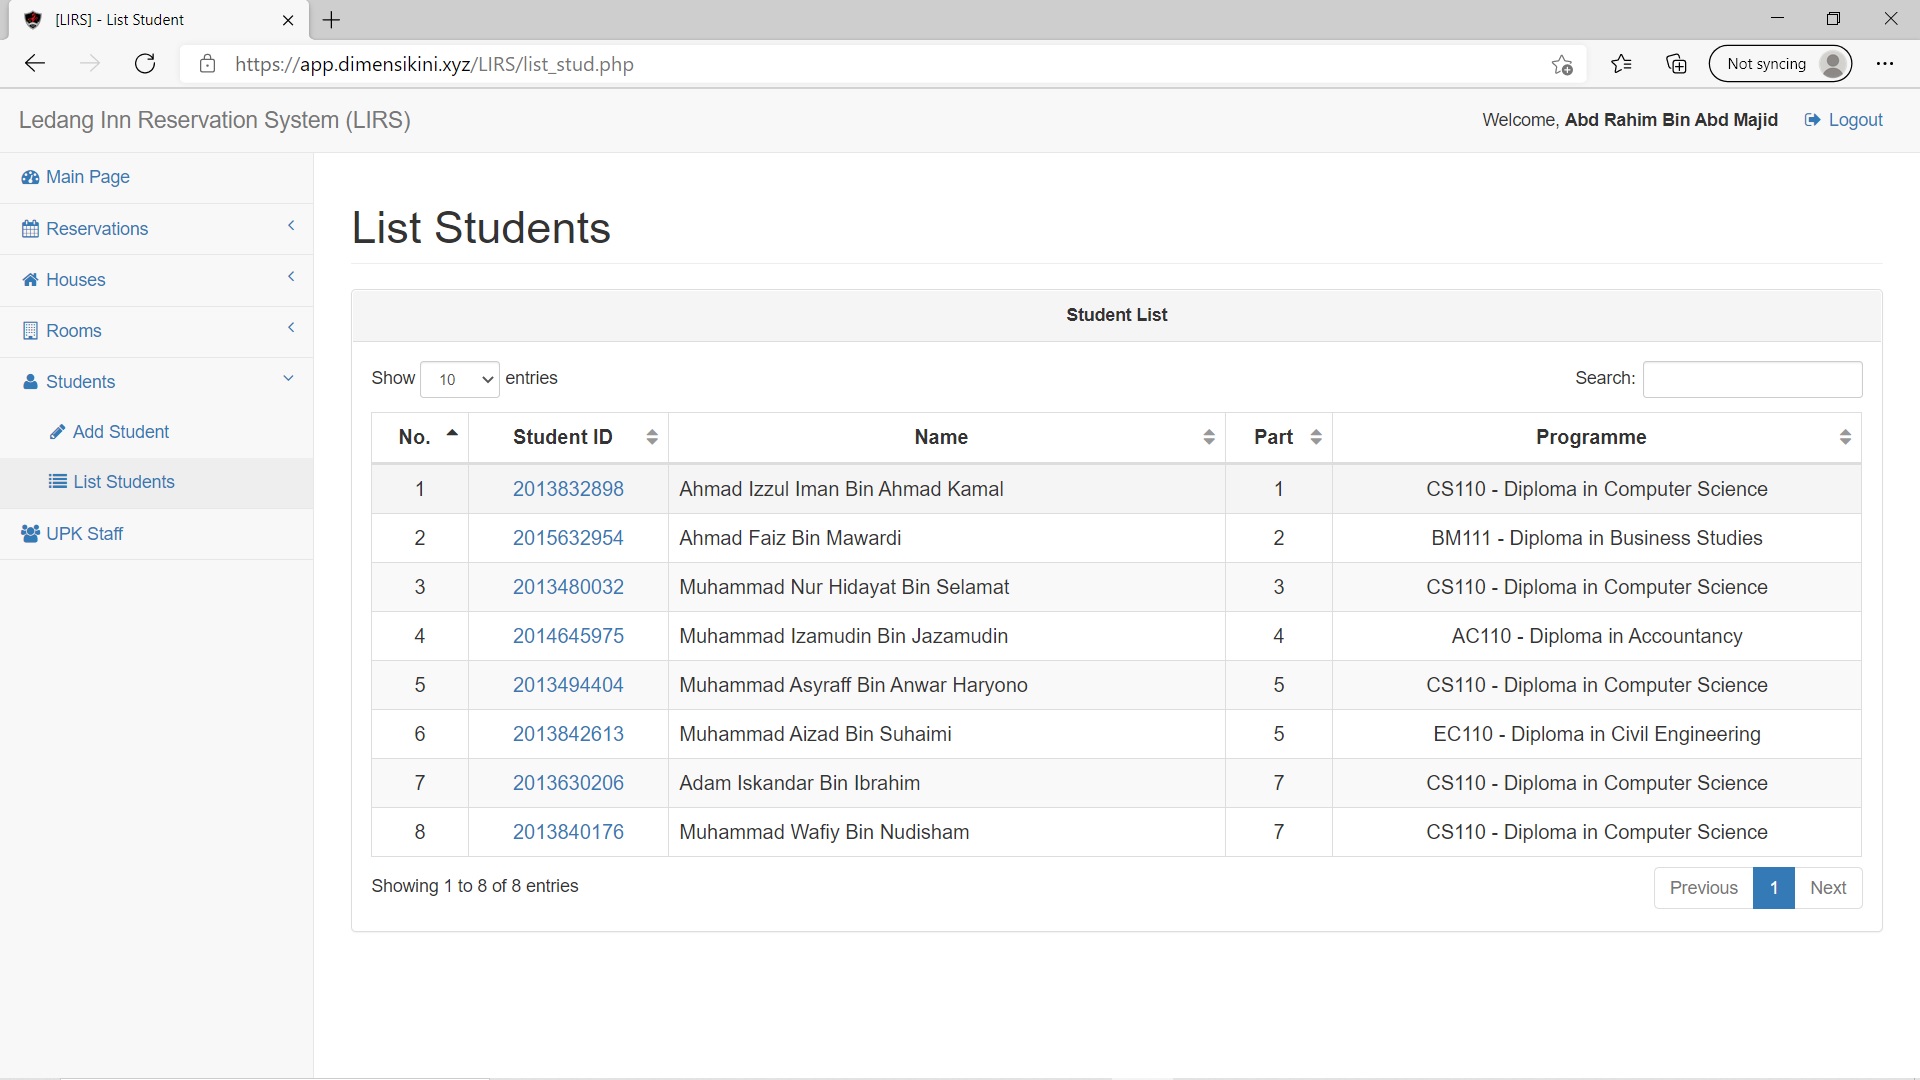 [LIRS] - List Student
https://app.dimensikini.xyz/LIRS/list_stud.php
Not syncing
Ledang Inn Reservation System (LIRS)
Welcome, Abd Rahim Bin Abd Majid Logout
Main Page
Reservations
Houses
Rooms
Students
Add Student
List Students
UPK Staff
List Students
Student List
Show 10 entries Search:
No. Student ID Name Part Programme
1 2013832898 Ahmad Izzul Iman Bin Ahmad Kamal 1 CS110 - Diploma in Computer Science
2 2015632954 Ahmad Faiz Bin Mawardi 2 BM111 - Diploma in Business Studies
3 2013480032 Muhammad Nur Hidayat Bin Selamat 3 CS110 - Diploma in Computer Science
4 2014645975 Muhammad Izamudin Bin Jazamudin 4 AC110 - Diploma in Accountancy
5 2013494404 Muhammad Asyraff Bin Anwar Haryono 5 CS110 - Diploma in Computer Science
6 2013842613 Muhammad Aizad Bin Suhaimi 5 EC110 - Diploma in Civil Engineering
7 2013630206 Adam Iskandar Bin Ibrahim 7 CS110 - Diploma in Computer Science
8 2013840176 Muhammad Wafiy Bin Nudisham 7 CS110 - Diploma in Computer Science
Showing 1 to 8 of 8 entries
Previous 1 Next